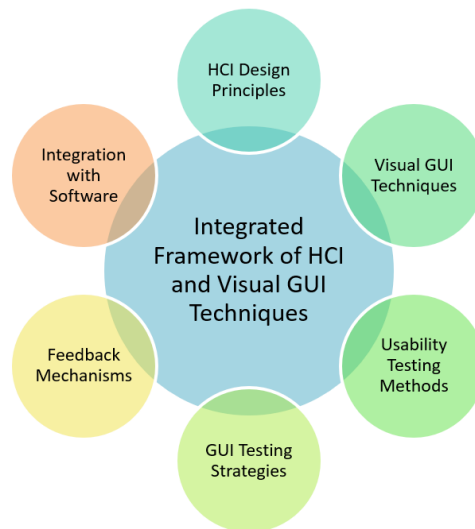 HCI Design
Principles
Visual GUI
Techniques
Usability
Testing
Methods
GUI Testing
Strategies
Feedback
Mechanisms
Integration
with
Software
Integrated
Framework of HCI
and Visual GUI
Techniques